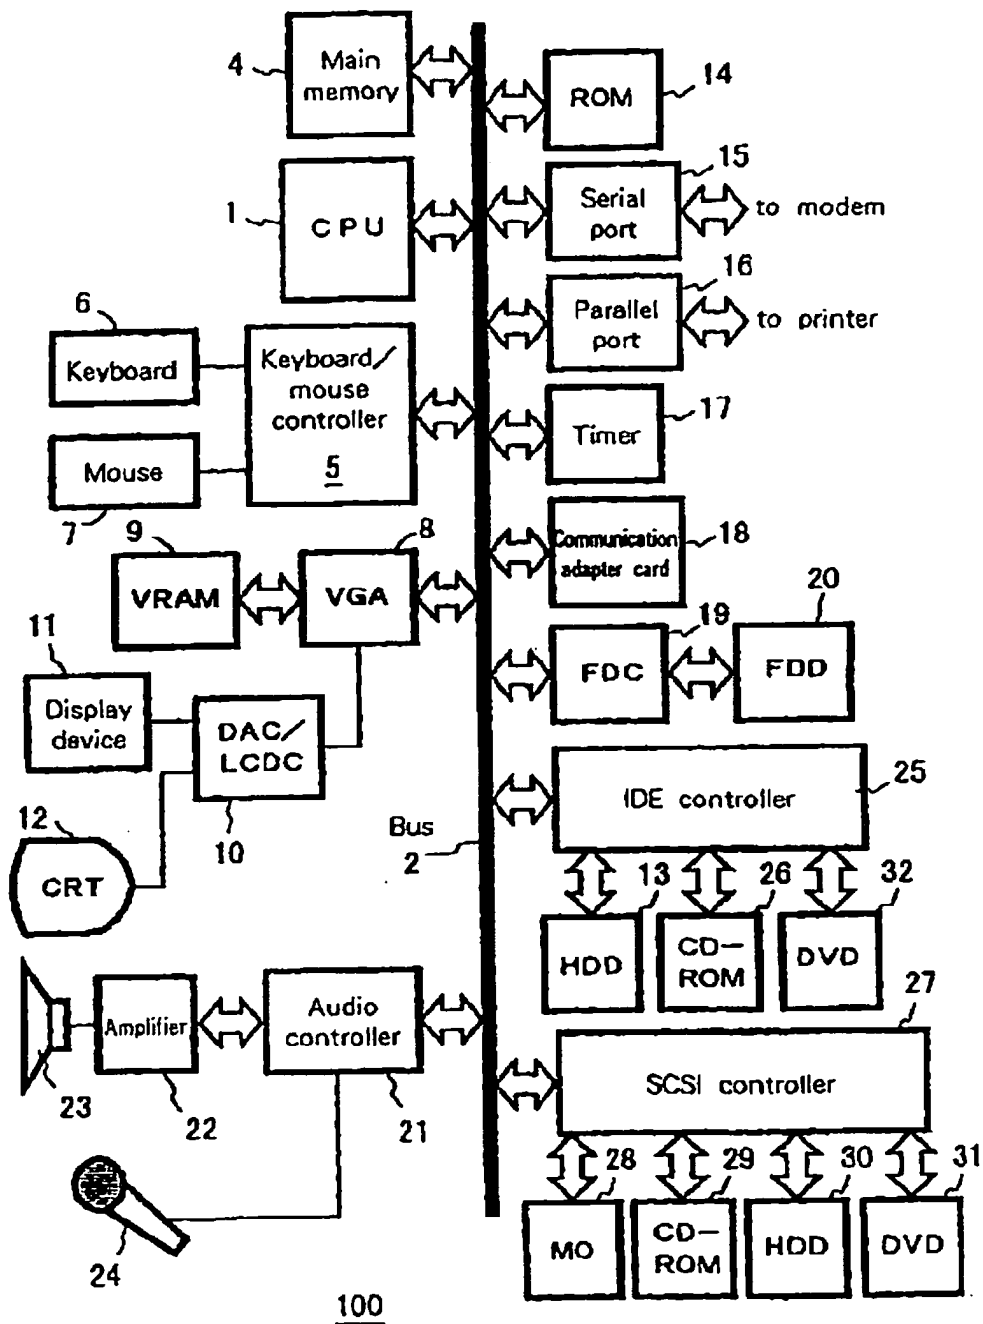 4
Main
memory
ROM
14
1
CPU
15
Serial
port
to modem
16
Parallel
port
to printer
6
Keyboard
Keyboard/
mouse
controller
5
Mouse
7
Timer
17
Communication
adapter card
18
9
VRAM
8
VGA
19
FDC
20
FDD
11
Display
device
DAC/
LCDC
10
12
CRT
Bus
2
IDE controller
25
13
HDD
26
CD-
ROM
32
DVD
23
Amplifier
22
Audio
controller
21
24
27
SCSI controller
28
MO
29
CD-
ROM
30
HDD
31
DVD
100